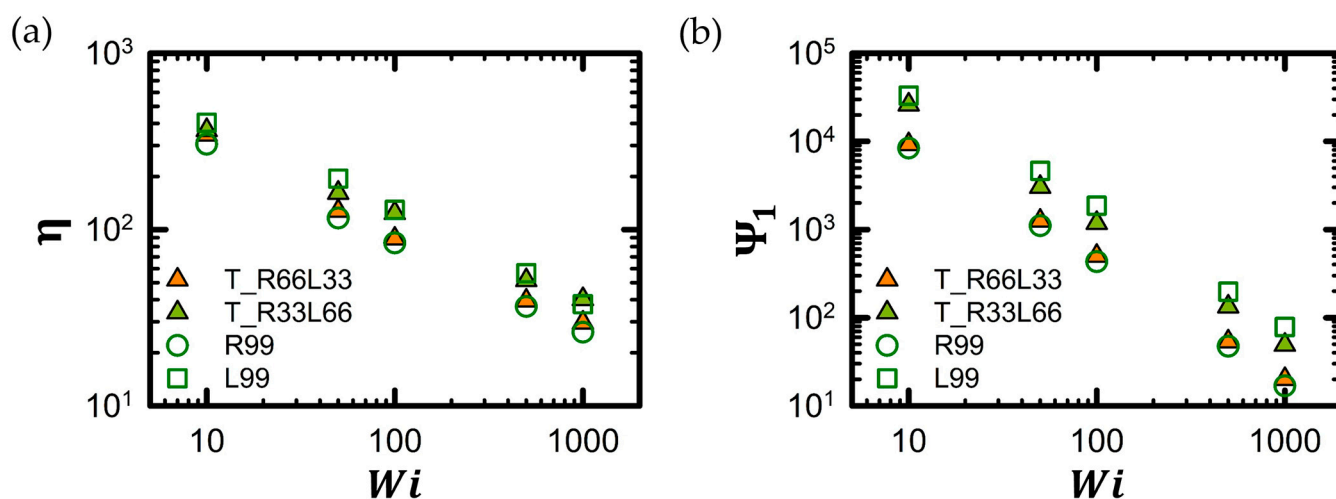 (a)
10³
10²
10¹
η
T_R66L33
T_R33L66
R99
L99
10
100
1000
Wi
(b)
10⁵
10⁴
10³
10²
10¹
Ψ₁
T_R66L33
T_R33L66
R99
L99
10
100
1000
Wi